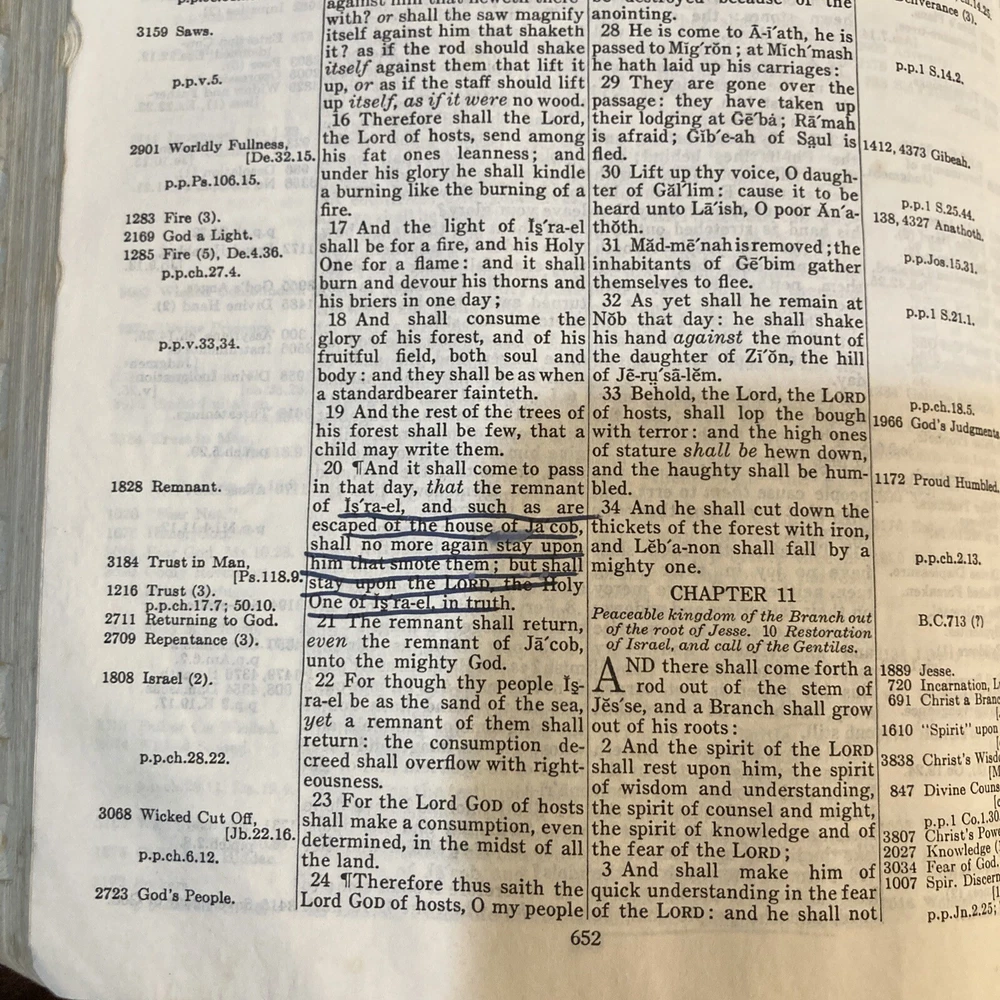 3159 Saws.
p.p.v.5.
2901 Worldly Fullness,
[De.32.15.
p.p.Ps.106.15.
1283 Fire (3).
2169 God a Light.
1285 Fire (5), De.4.36.
p.p.ch.27.4.
p.p.v.33,34.
1828 Remnant.
3184 Trust in Man,
[Ps.118.9.
1216 Trust (3).
p.p.ch.17.7; 50.10.
2711 Returning to God.
2709 Repentance (3).
1808 Israel (2).
p.p.ch.28.22.
3068 Wicked Cut Off,
[Jb.22.16.
p.p.ch.6.12.
2723 God's People.
against him that heweth there-
with? or shall the saw magnify
itself against him that shaketh
it? as if the rod should shake
itself against them that lift it
up, or as if the staff should lift
up itself, as if it were no wood.
16 Therefore shall the Lord,
the Lord of hosts, send among
his fat ones leanness; and
under his glory he shall kindle
a burning like the burning of a
fire.
17 And the light of Ĭş′ra-el
shall be for a fire, and his Holy
One for a flame: and it shall
burn and devour his thorns and
his briers in one day;
18 And shall consume the
glory of his forest, and of his
fruitful field, both soul and
body: and they shall be as when
a standardbearer fainteth.
19 And the rest of the trees of
his forest shall be few, that a
child may write them.
20 ¶And it shall come to pass
in that day, that the remnant
of Ĭş′ra-el, and such as are
escaped of the house of Jā′cob,
shall no more again stay upon
him that smote them; but shall
stay upon the LORD, the Holy
One of Ĭş′ra-el, in truth.
21 The remnant shall return,
even the remnant of Jā′cob,
unto the mighty God.
22 For though thy people Ĭş-
ra-el be as the sand of the sea,
yet a remnant of them shall
return: the consumption de-
creed shall overflow with right-
eousness.
23 For the Lord GOD of hosts
shall make a consumption, even
determined, in the midst of all
the land.
24 ¶Therefore thus saith the
Lord GOD of hosts, O my people
be destroyed because of the
anointing.
28 He is come to Ā-ī′ath, he is
passed to Mĭg′rŏn; at Mĭch′mash
he hath laid up his carriages:
29 They are gone over the
passage: they have taken up
their lodging at Gē′bȧ; Rā′mah
is afraid; Gĭb′e-ah of Sa̤ul is
fled.
30 Lift up thy voice, O daugh-
ter of Găl′lim: cause it to be
heard unto Lā′ish, O poor Ăn′a-
thŏth.
31 Măd-mē′nah is removed; the
inhabitants of Gē′bim gather
themselves to flee.
32 As yet shall he remain at
Nŏb that day: he shall shake
his hand against the mount of
the daughter of Zī′ŏn, the hill
of Jē-rṳ′sā-lĕm.
33 Behold, the Lord, the LORD
of hosts, shall lop the bough
with terror: and the high ones
of stature shall be hewn down,
and the haughty shall be hum-
bled.
34 And he shall cut down the
thickets of the forest with iron,
and Lĕb′a-non shall fall by a
mighty one.
CHAPTER 11
Peaceable kingdom of the Branch out
of the root of Jesse. 10 Restoration
of Israel, and call of the Gentiles.
AND there shall come forth a
rod out of the stem of
Jĕs′se, and a Branch shall grow
out of his roots:
2 And the spirit of the LORD
shall rest upon him, the spirit
of wisdom and understanding,
the spirit of counsel and might,
the spirit of knowledge and of
the fear of the LORD;
3 And shall make him of
quick understanding in the fear
of the LORD: and he shall not
p.p.1 S.14.2.
1412, 4373 Gibeah.
p.p.1 S.25.44.
138, 4327 Anathoth.
p.p.Jos.15.31.
p.p.1 S.21.1.
p.p.ch.18.5.
1966 God's Judgments
1172 Proud Humbled.
p.p.ch.2.13.
B.C.713 (?)
1889 Jesse.
720 Incarnation,
691 Christ a
1610 "Spirit" upon
3838 Christ's
847 Divine
p.p.1 Co.1.30.
3807 Christ's
2027 Knowledge
3034 Fear of God.
1007 Spir.
p.p.Jn.2.25;
652